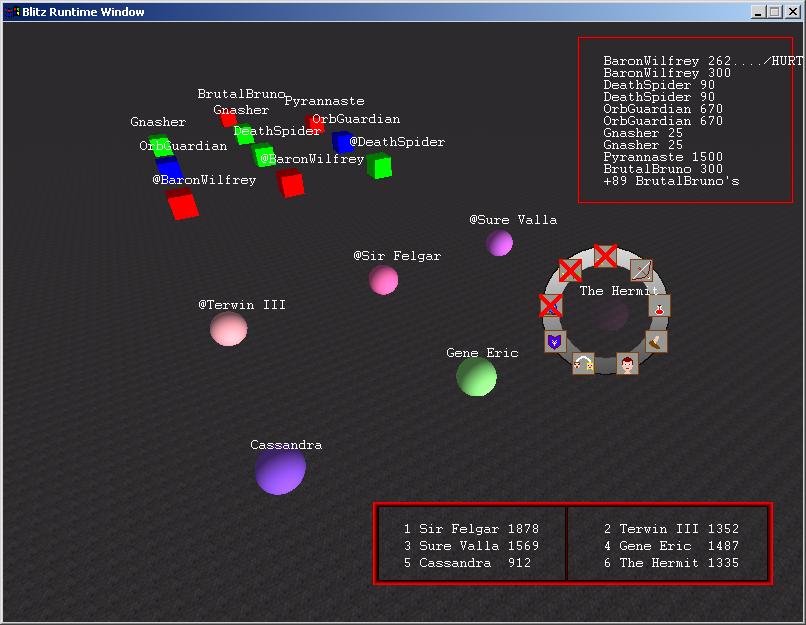 Blitz Runtime Window
BaronWilfrey 262..../HURT
BaronWilfrey 300
DeathSpider 90
DeathSpider 90
OrbGuardian 670
OrbGuardian 670
Gnasher 25
Gnasher 25
Pyrannaste 1500
BrutalBruno 300
+89 BrutalBruno's
BrutalBruno
Pyrannaste
Gnasher
OrbGuardian
Gnasher
DeathSpider
@DeathSpider
OrbGuardian
@BaronWilfrey
@BaronWilfrey
@Sure Valla
@Sir Felgar
The Hermit
@Terwin III
Gene Eric
Cassandra
1 Sir Felgar 1878
2 Terwin III 1352
3 Sure Valla 1569
4 Gene Eric 1487
5 Cassandra 912
6 The Hermit 1335